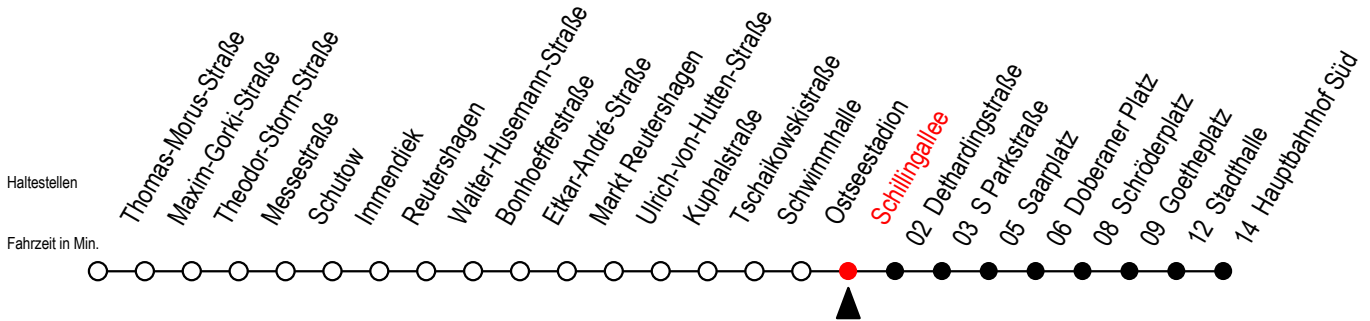 Haltestellen
Fahrzeit in Min.
Thomas-Morus-Straße
Maxim-Gorki-Straße
Theodor-Storm-Straße
Messestraße
Schutow
Immendiek
Reutershagen
Walter-Husemann-Straße
Bonhoefferstraße
Etkar-André-Straße
Markt Reutershagen
Ulrich-von-Hutten-Straße
Kuphalstraße
Tschaikowskistraße
Schwimmhalle
Ostseestadion
Schillingallee
02 Dethardingstraße
03 S Parkstraße
05 Saarplatz
06 Doberaner Platz
08 Schröderplatz
09 Goetheplatz
12 Stadthalle
14 Hauptbahnhof Süd